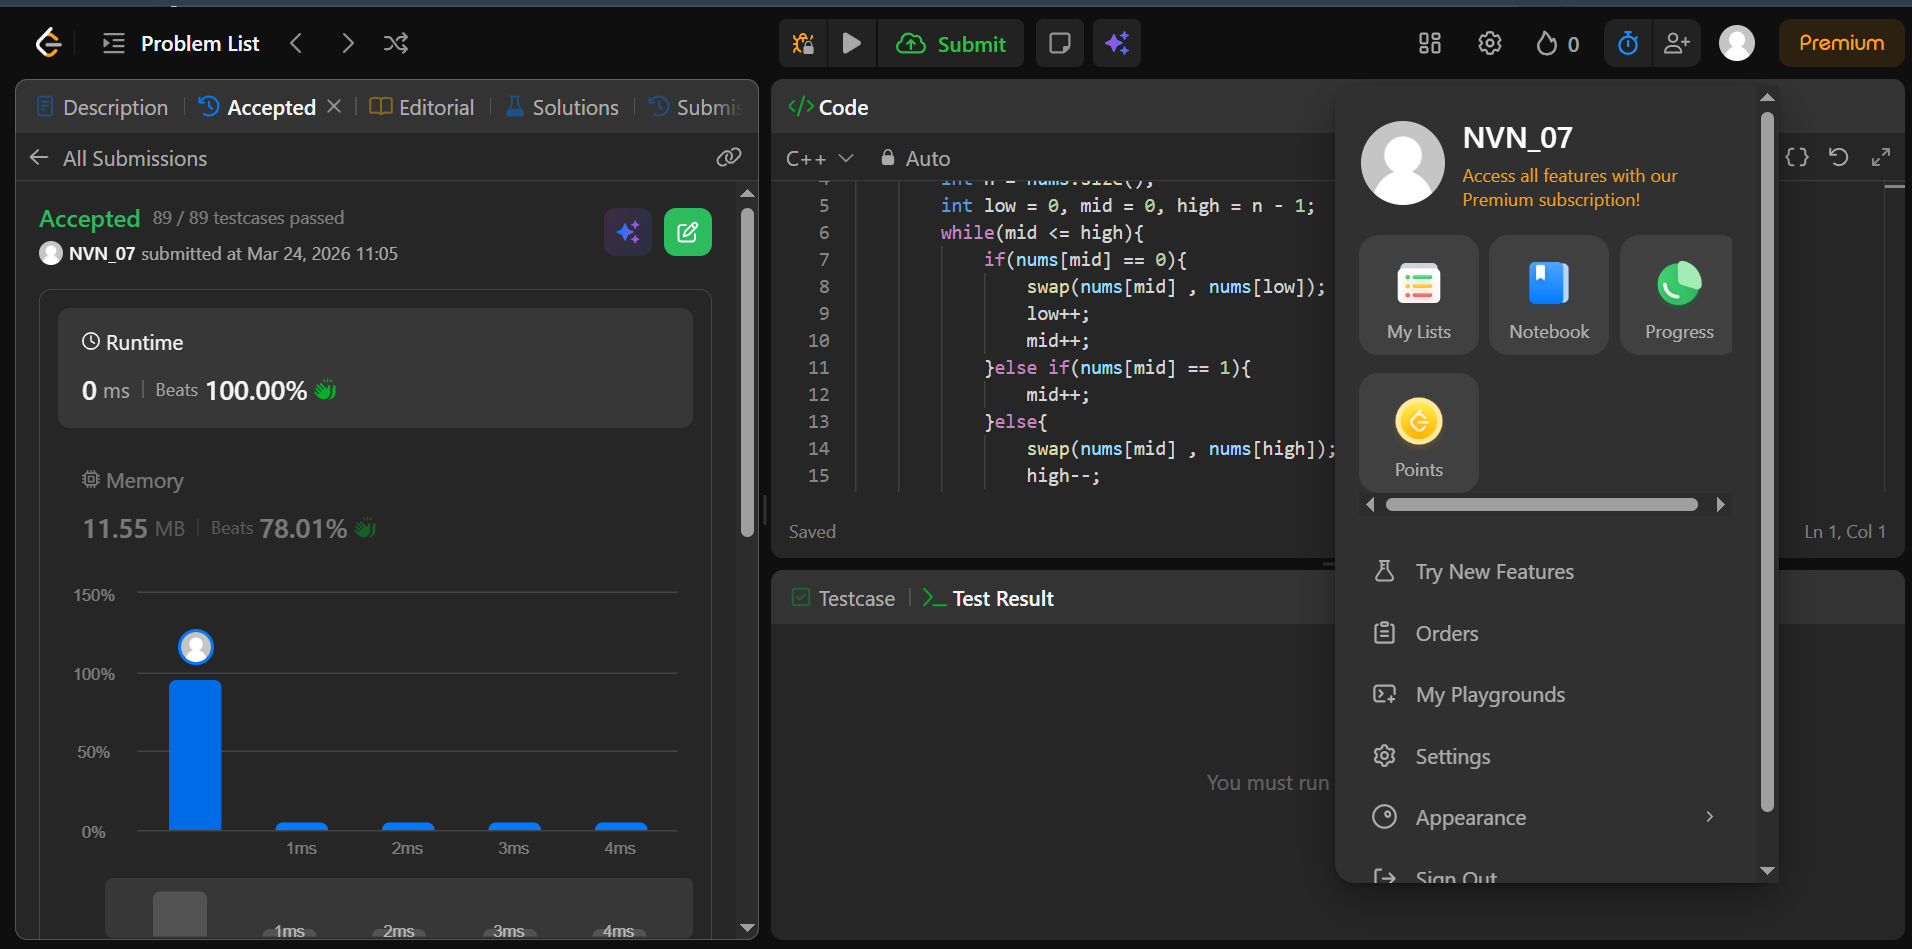 Problem List
Submit
0
Premium
Description
Accepted
Editorial
Solutions
All Submissions
Accepted 89 / 89 testcases passed
NVN_07 submitted at Mar 24, 2026 11:05
Runtime
0 ms Beats 100.00%
Memory
11.55 MB Beats 78.01%
150%
100%
50%
0%
1ms 2ms 3ms 4ms
1ms 2ms 3ms 4ms
</> Code
C++ Auto
4 int n = nums.size();
5 int low = 0, mid = 0, high = n - 1;
6 while(mid <= high){
7 if(nums[mid] == 0){
8 swap(nums[mid] , nums[low]);
9 low++;
10 mid++;
11 }else if(nums[mid] == 1){
12 mid++;
13 }else{
14 swap(nums[mid] , nums[high]);
15 high--;
Saved
Ln 1, Col 1
Testcase
Test Result
You must run
NVN_07
Access all features with our
Premium subscription!
My Lists
Notebook
Progress
Points
Try New Features
Orders
My Playgrounds
Settings
Appearance
Sign Out